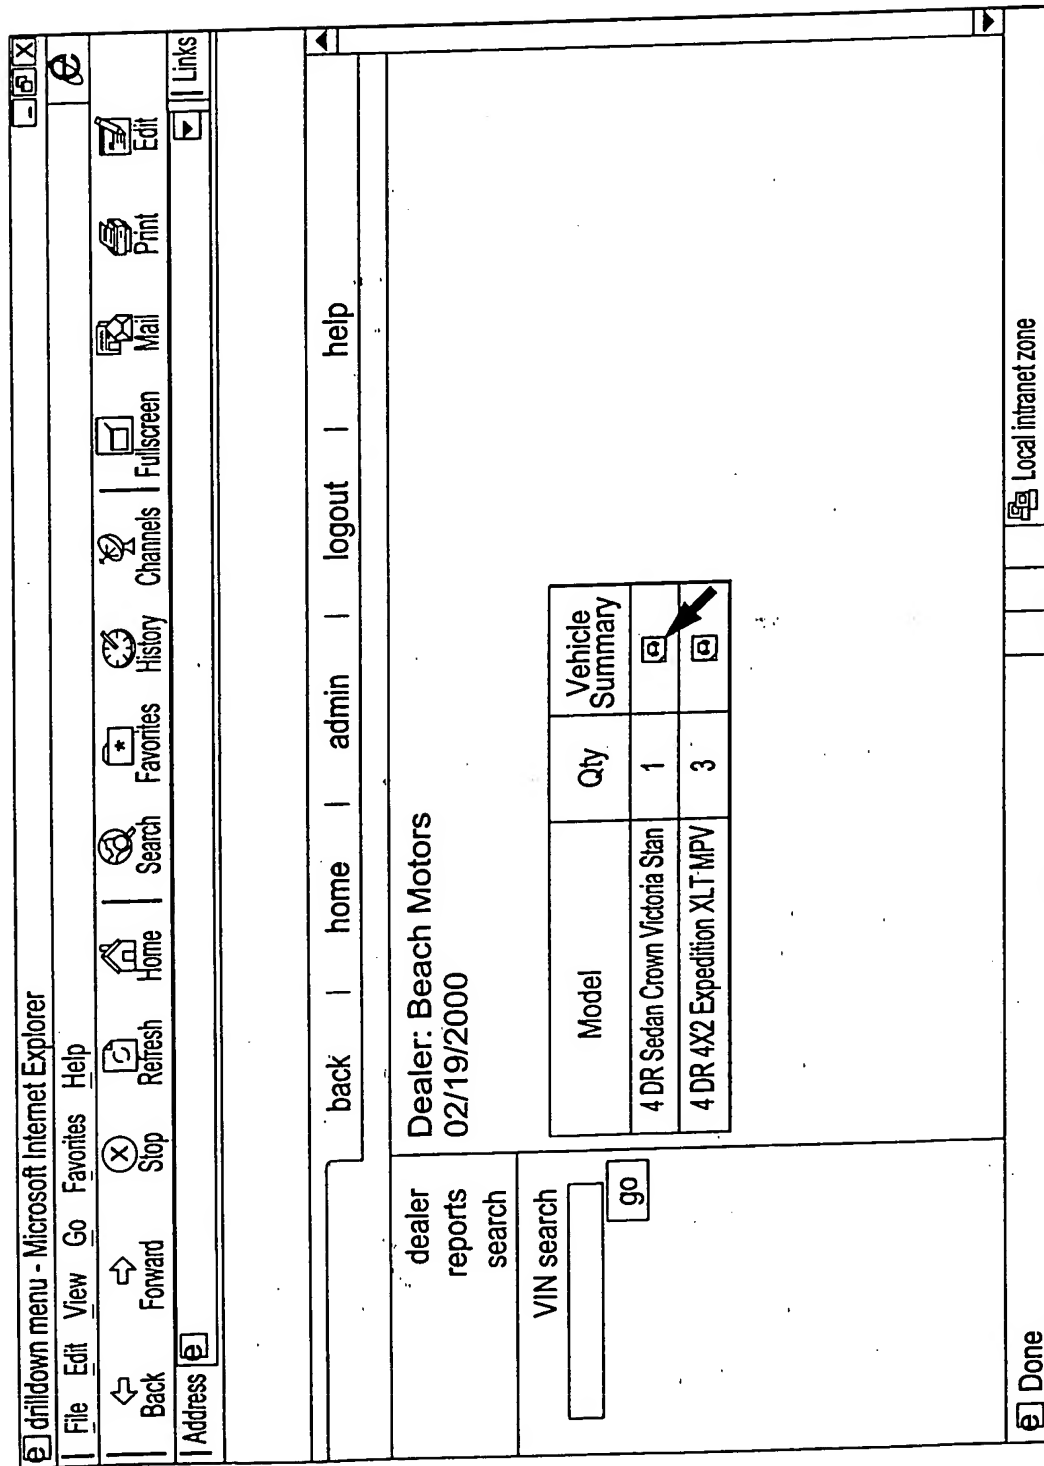 drilldown menu - Microsoft Internet Explorer
File Edit View Go Favorites Help
Back Forward Stop Refresh Home Search Favorites History Channels Fullscreen Mail Print Edit
Address Links
back | home | admin | logout | help
dealer
reports
search
VIN search
go
Dealer: Beach Motors
02/19/2000
Model Qty Vehicle Summary
4 DR Sedan Crown Victoria Stan 1
4 DR 4X2 Expedition XLT MPV 3
Done Local intranet zone